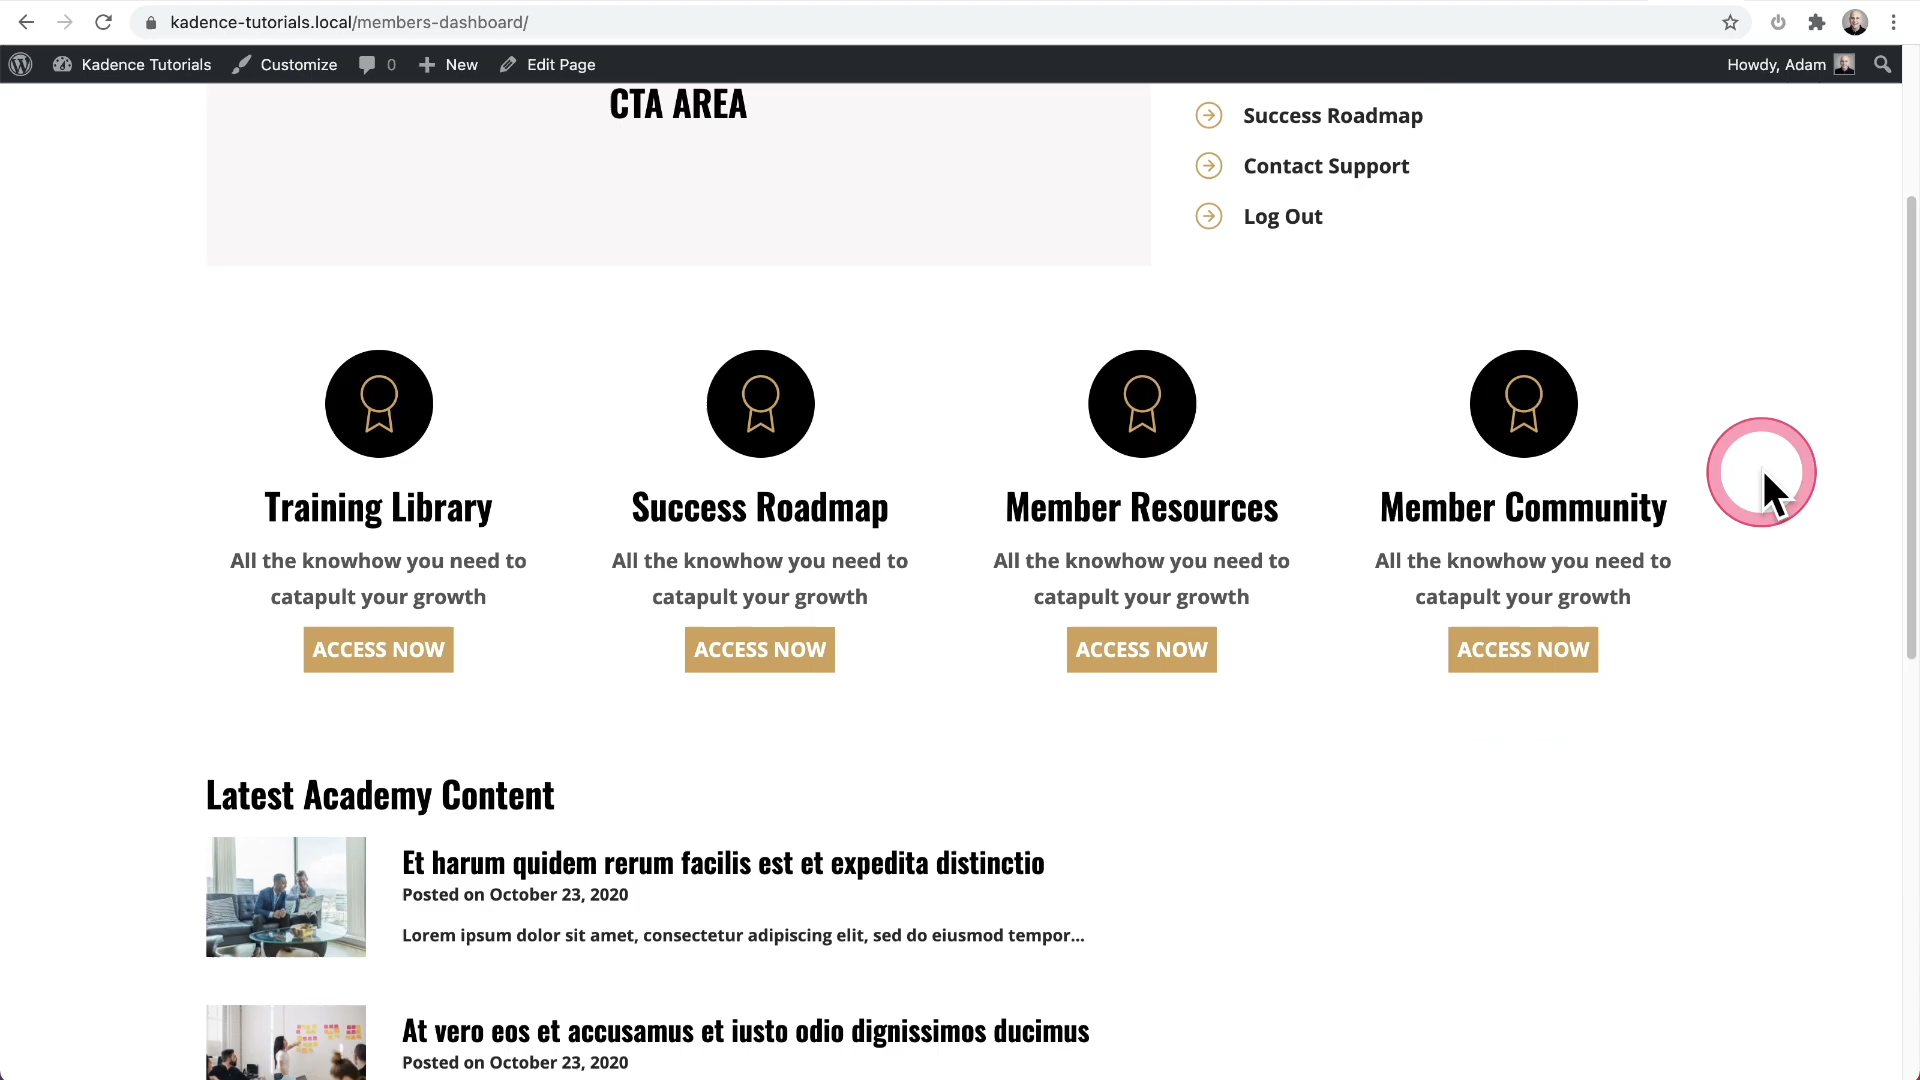 kadence-tutorials.local/members-dashboard/
Kadence Tutorials
Customize
0
New
Edit Page
Howdy, Adam
CTA AREA
Success Roadmap
Contact Support
Log Out
Training Library
All the knowhow you need to
catapult your growth
ACCESS NOW
Success Roadmap
All the knowhow you need to
catapult your growth
ACCESS NOW
Member Resources
All the knowhow you need to
catapult your growth
ACCESS NOW
Member Community
All the knowhow you need to
catapult your growth
ACCESS NOW
Latest Academy Content
Et harum quidem rerum facilis est et expedita distinctio
Posted on October 23, 2020
Lorem ipsum dolor sit amet, consectetur adipiscing elit, sed do eiusmod tempor...
At vero eos et accusamus et iusto odio dignissimos ducimus
Posted on October 23, 2020